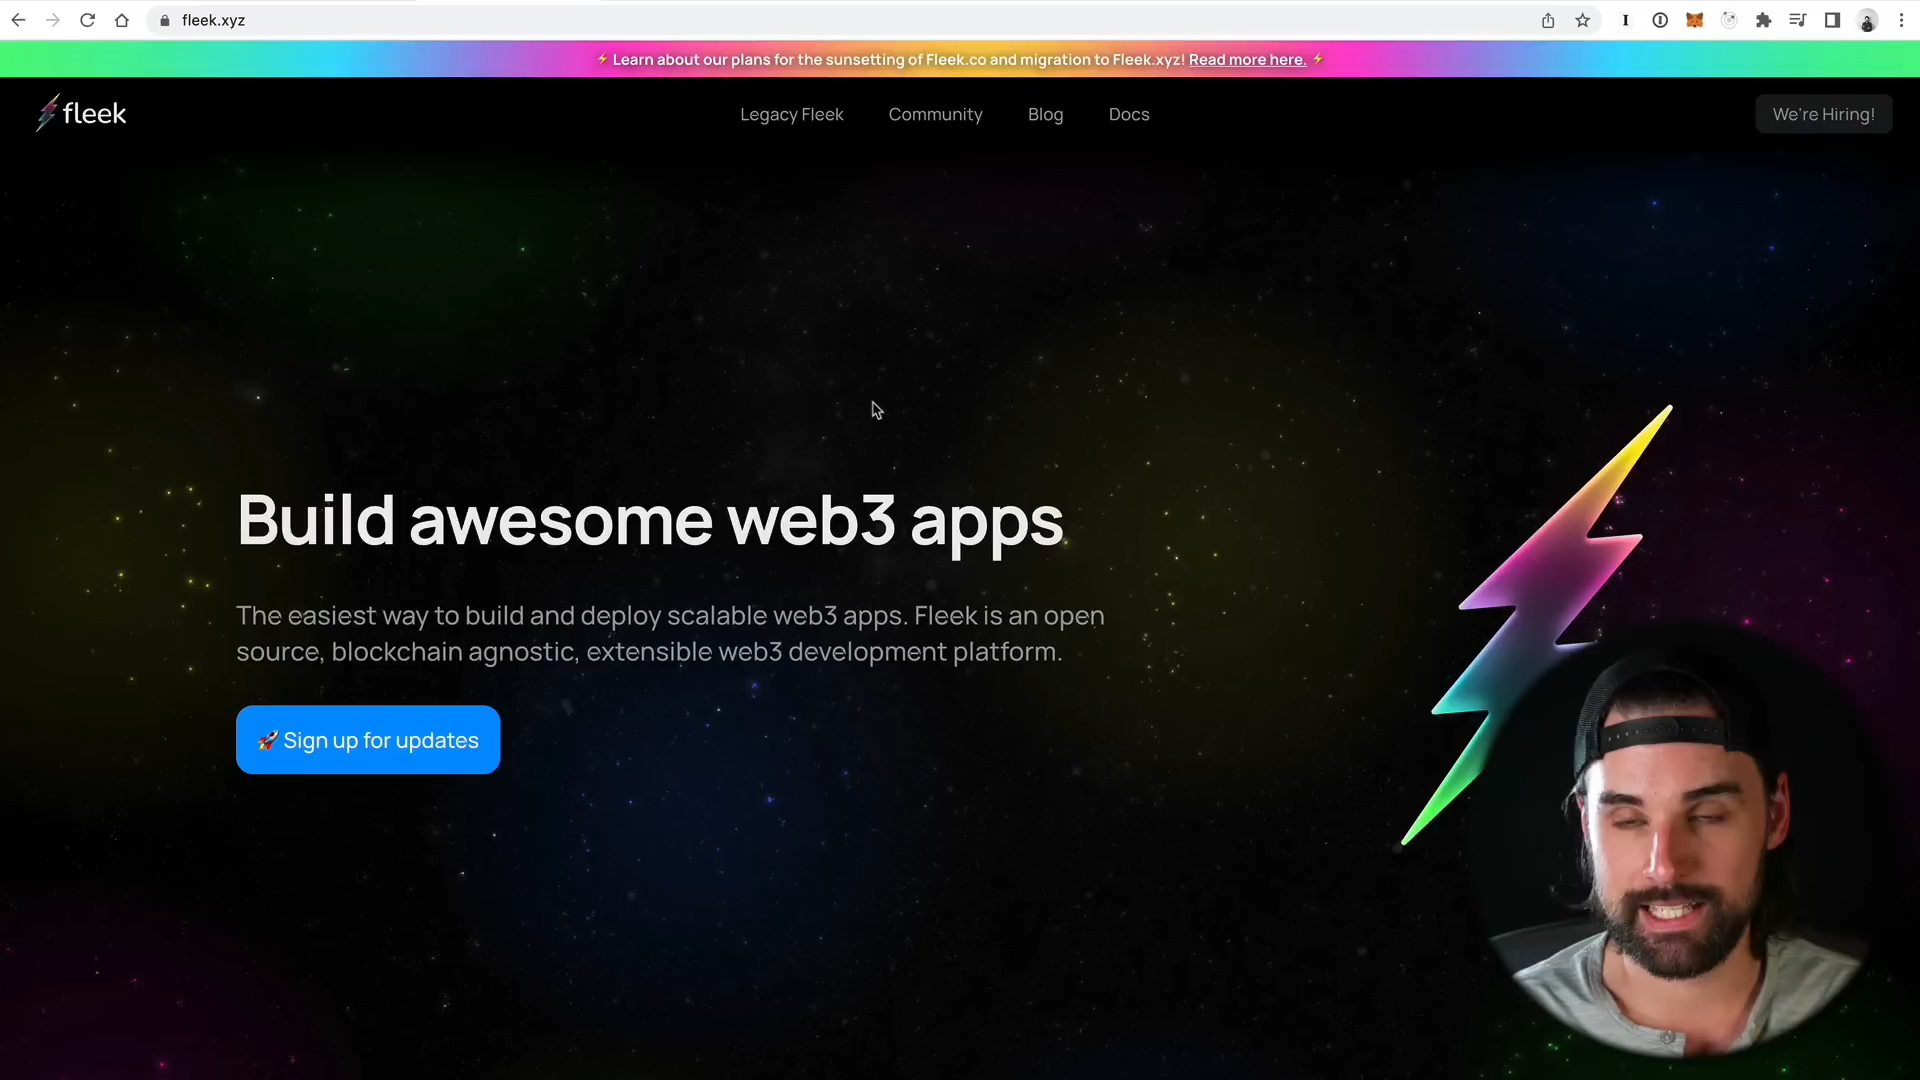 fleek.xyz
⚡ Learn about our plans for the sunsetting of Fleek.co and migration to Fleek.xyz! Read more here. ⚡
fleek
Legacy Fleek
Community
Blog
Docs
We're Hiring!
Build awesome web3 apps
The easiest way to build and deploy scalable web3 apps. Fleek is an open
source, blockchain agnostic, extensible web3 development platform.
🚀 Sign up for updates